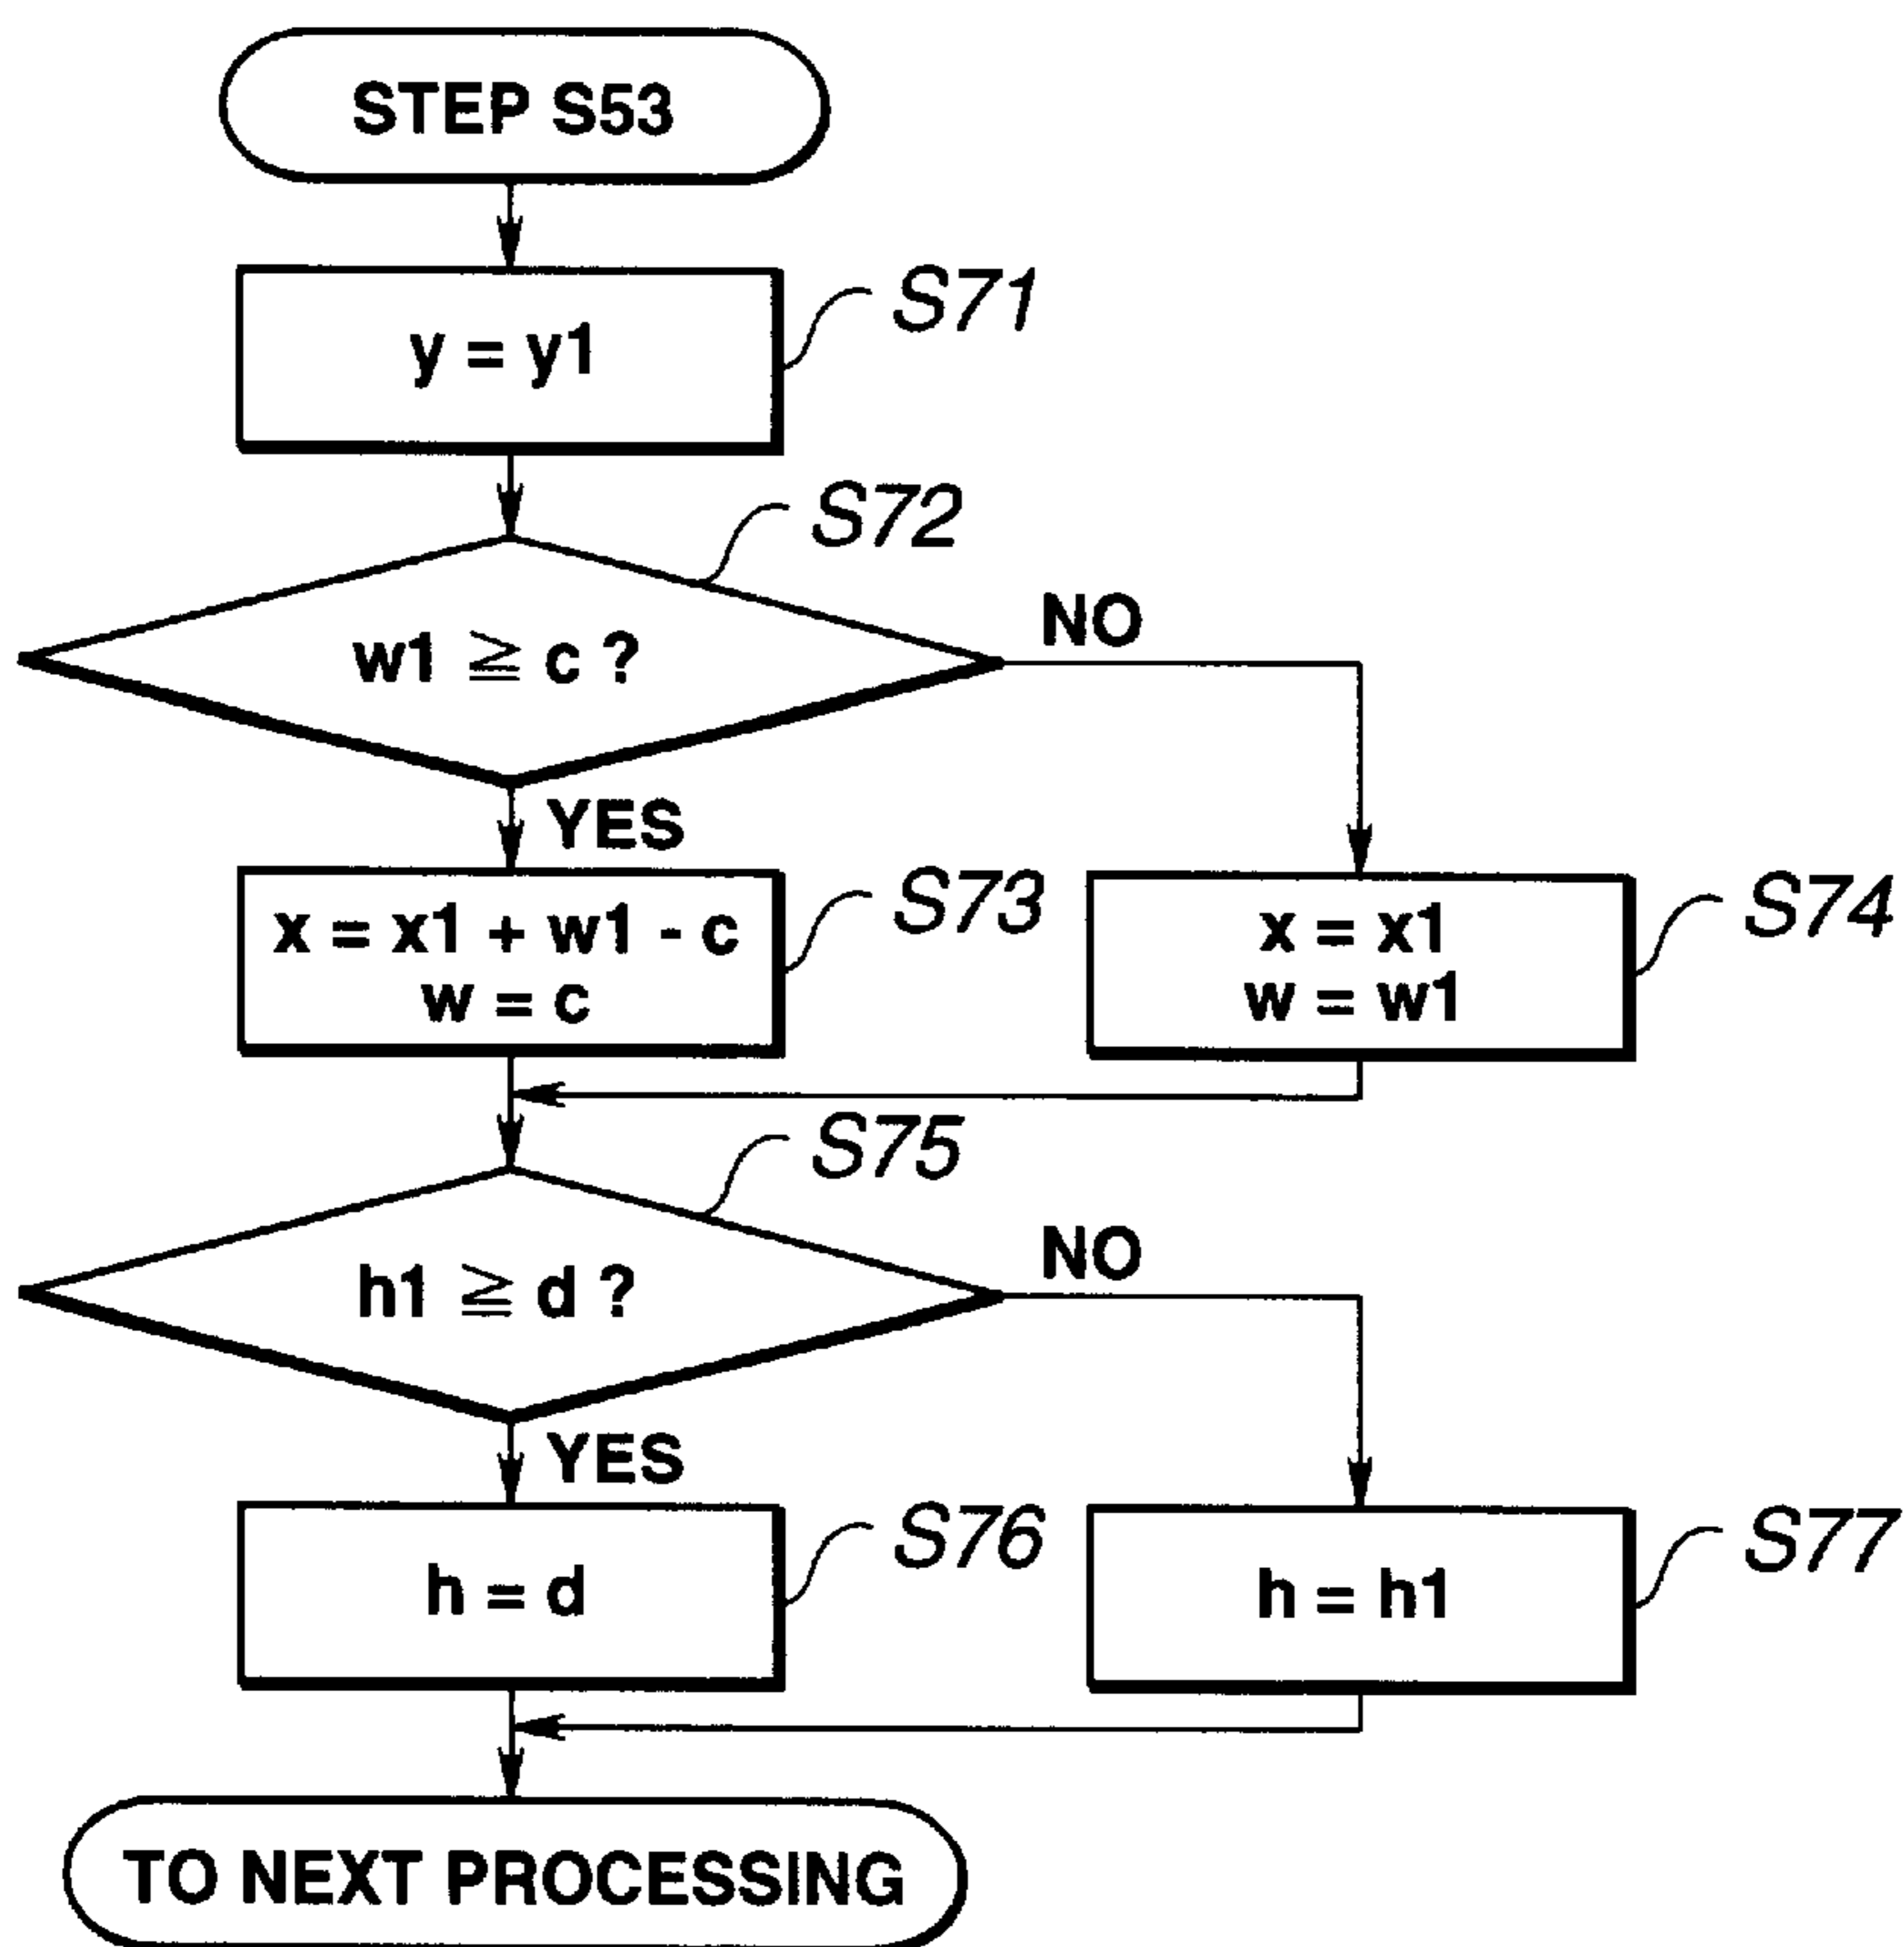 STEP S53
y = y1
S71
S72
w1 ≧ c ?
NO
YES
x = x1 + w1 - c
w = c
S73
x = x1
w = w1
S74
S75
h1 ≧ d ?
NO
YES
h = d
S76
h = h1
S77
TO NEXT PROCESSING